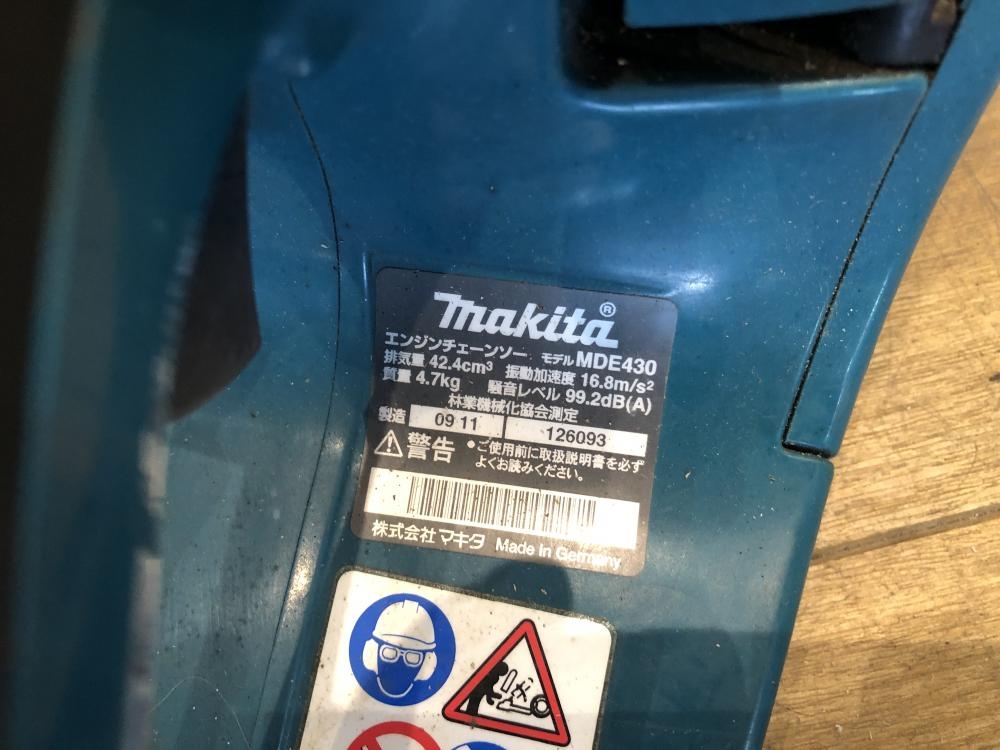 makita®
エンジンチェーンソー モデル MDE430
排気量 42.4cm³ 振動加速度 16.8m/s²
質量 4.7kg 騒音レベル 99.2dB(A)
林業機械化協会測定
製造 09 11 126093
警告 •ご使用前に取扱説明書を必ず
よくお読みください。
株式会社 マキタ Made in Germany